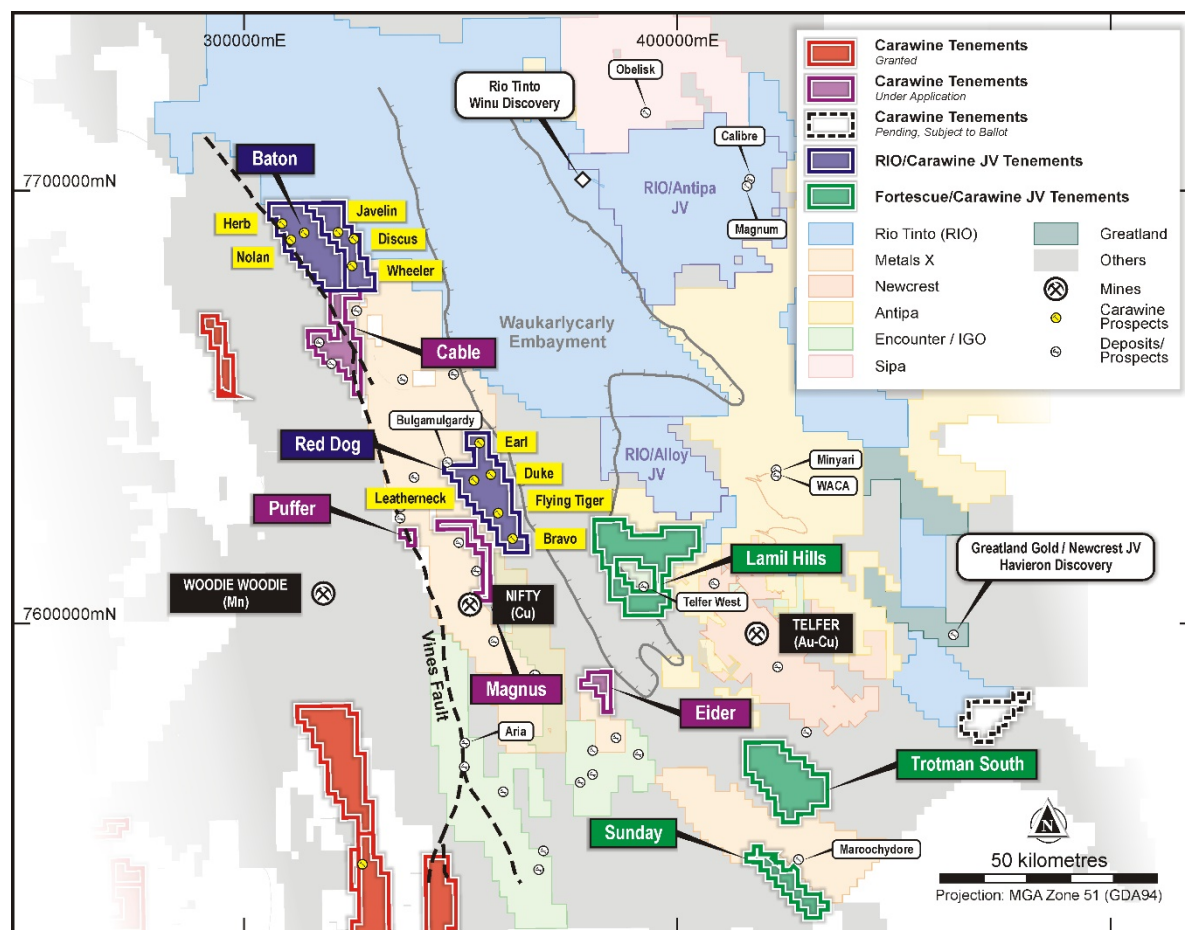 300000mE
400000mE
7700000mN
7600000mN
Carawine Tenements
Granted
Carawine Tenements
Under Application
Carawine Tenements
Pending, Subject to Ballot
RIO/Carawine JV Tenements
Fortescue/Carawine JV Tenements
Rio Tinto (RIO)
Metals X
Newcrest
Antipa
Encounter / IGO
Sipa
Greatland
Others
Mines
Carawine
Prospects
Deposits/
Prospects
Obelisk
Rio Tinto
Winu Discovery
Calibre
RIO/Antipa
JV
Magnum
Baton
Herb
Nolan
Javelin
Discus
Wheeler
Waukarlycarly
Embayment
Cable
Bulgamulgardy
Red Dog
Earl
Duke
Leatherneck
Flying Tiger
Bravo
RIO/Alloy
JV
Minyari
WACA
Puffer
Lamil Hills
Telfer West
Greatland Gold / Newcrest JV
Havieron Discovery
WOODIE WOODIE
(Mn)
NIFTY
(Cu)
TELFER
(Au-Cu)
Vines Fault
Magnus
Eider
Aria
Trotman South
Sunday
Maroochydore
N
50 kilometres
Projection: MGA Zone 51 (GDA94)